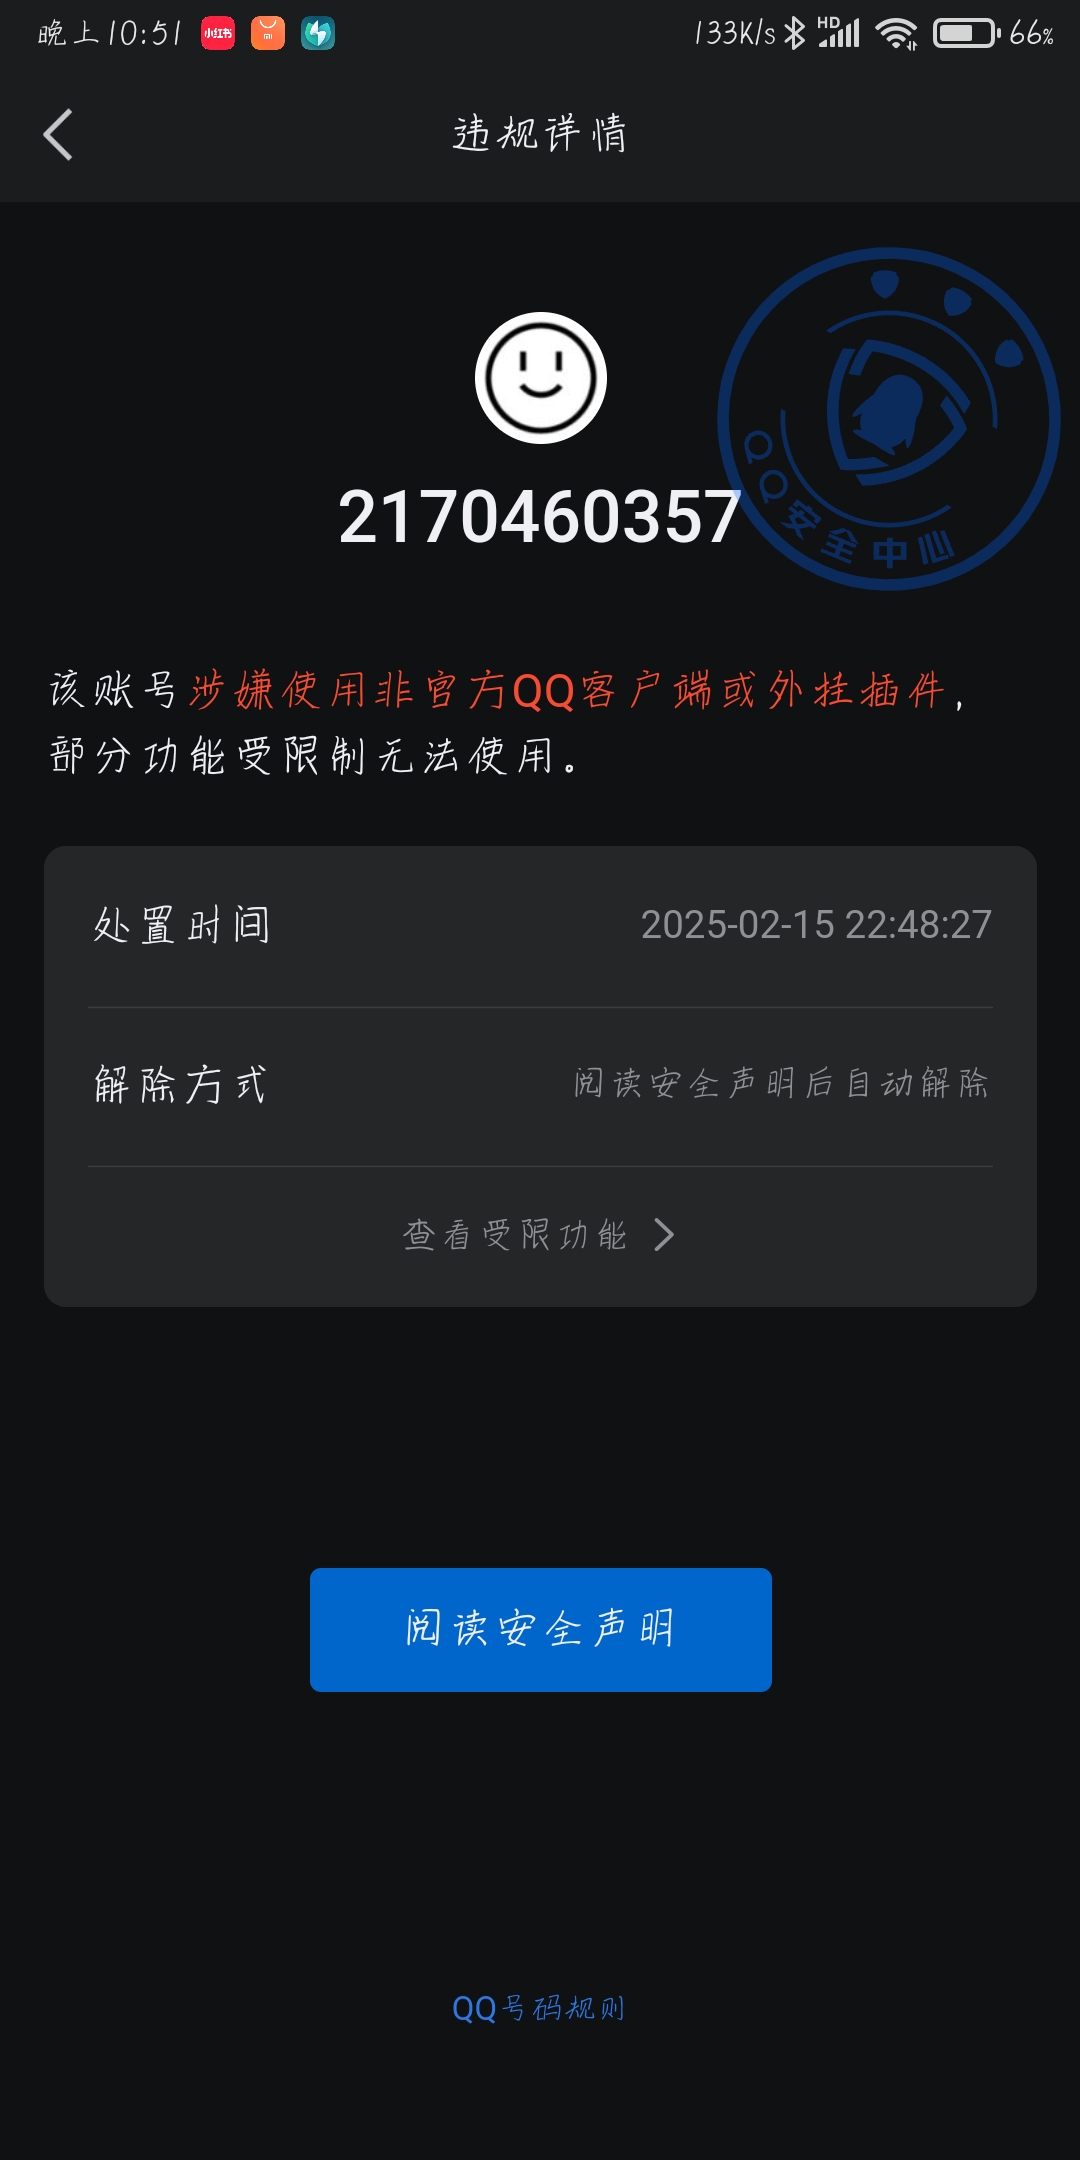 晚上10:51 小红书 mi 133K/s HD 66%
违规详情
2170460357
QQ安全中心
该账号涉嫌使用非官方QQ客户端或外挂插件，
部分功能受限制无法使用。
处置时间 2025-02-15 22:48:27
解除方式 阅读安全声明后自动解除
查看受限功能
阅读安全声明
QQ号码规则